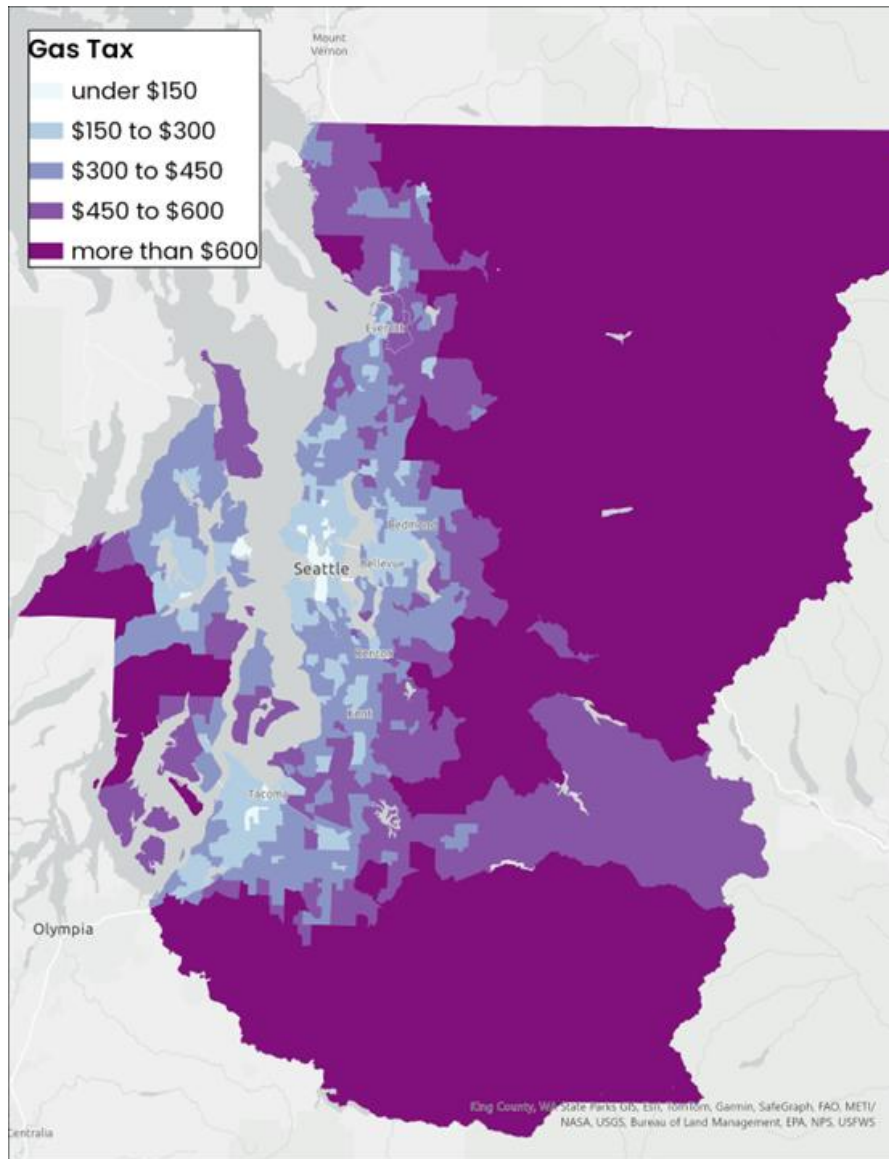 Gas Tax
under $150
$150 to $300
$300 to $450
$450 to $600
more than $600
Mount
Vernon
Everett
Redmond
Seattle
Bellevue
Renton
Kent
Tacoma
Olympia
Centralia
King County, WA State Parks GIS, Esri, TomTom, Garmin, SafeGraph, FAO, METI/
NASA, USGS, Bureau of Land Management, EPA, NPS, USFWS